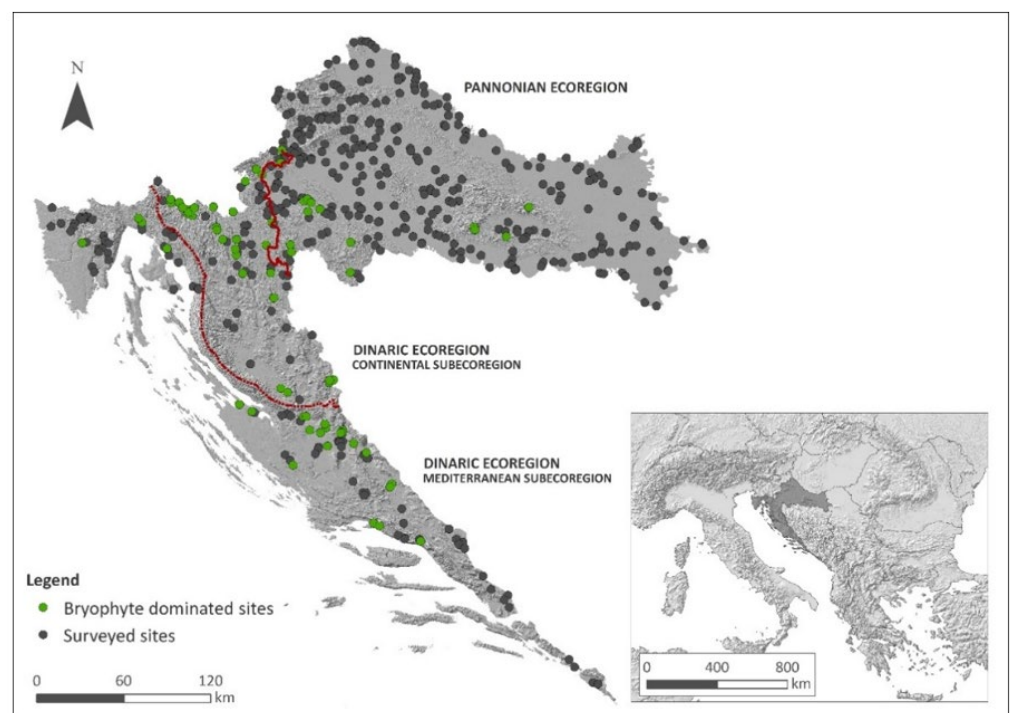 N
PANNONIAN ECOREGION
DINARIC ECOREGION
CONTINENTAL SUBECOREGION
DINARIC ECOREGION
MEDITERRANEAN SUBECOREGION
Legend
Bryophyte dominated sites
Surveyed sites
0 60 120
km
0 400 800
km